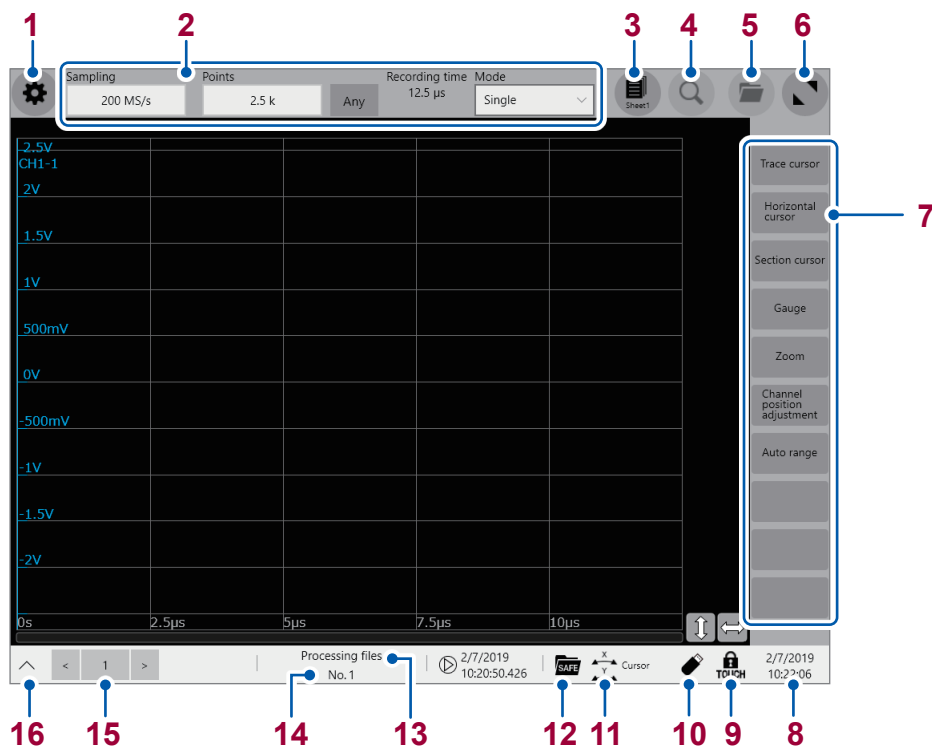 1 2 3 4 5 6
Sampling Points Recording time Mode
200 MS/s 2.5 k Any 12.5 µs Single
Sheet1
2.5V
CH1-1
2V
1.5V
1V
500mV
0V
-500mV
-1V
-1.5V
-2V
0s 2.5µs 5µs 7.5µs 10µs
Trace cursor
Horizontal
cursor
7
Section cursor
Gauge
Zoom
Channel
position
adjustment
Auto range
< 1 >
Processing files
No. 1
2/7/2019
10:20:50.426
SAFE
X
Y
Cursor
TOUCH
2/7/2019
10:22:06
16 15 14 13 12 11 10 9 8